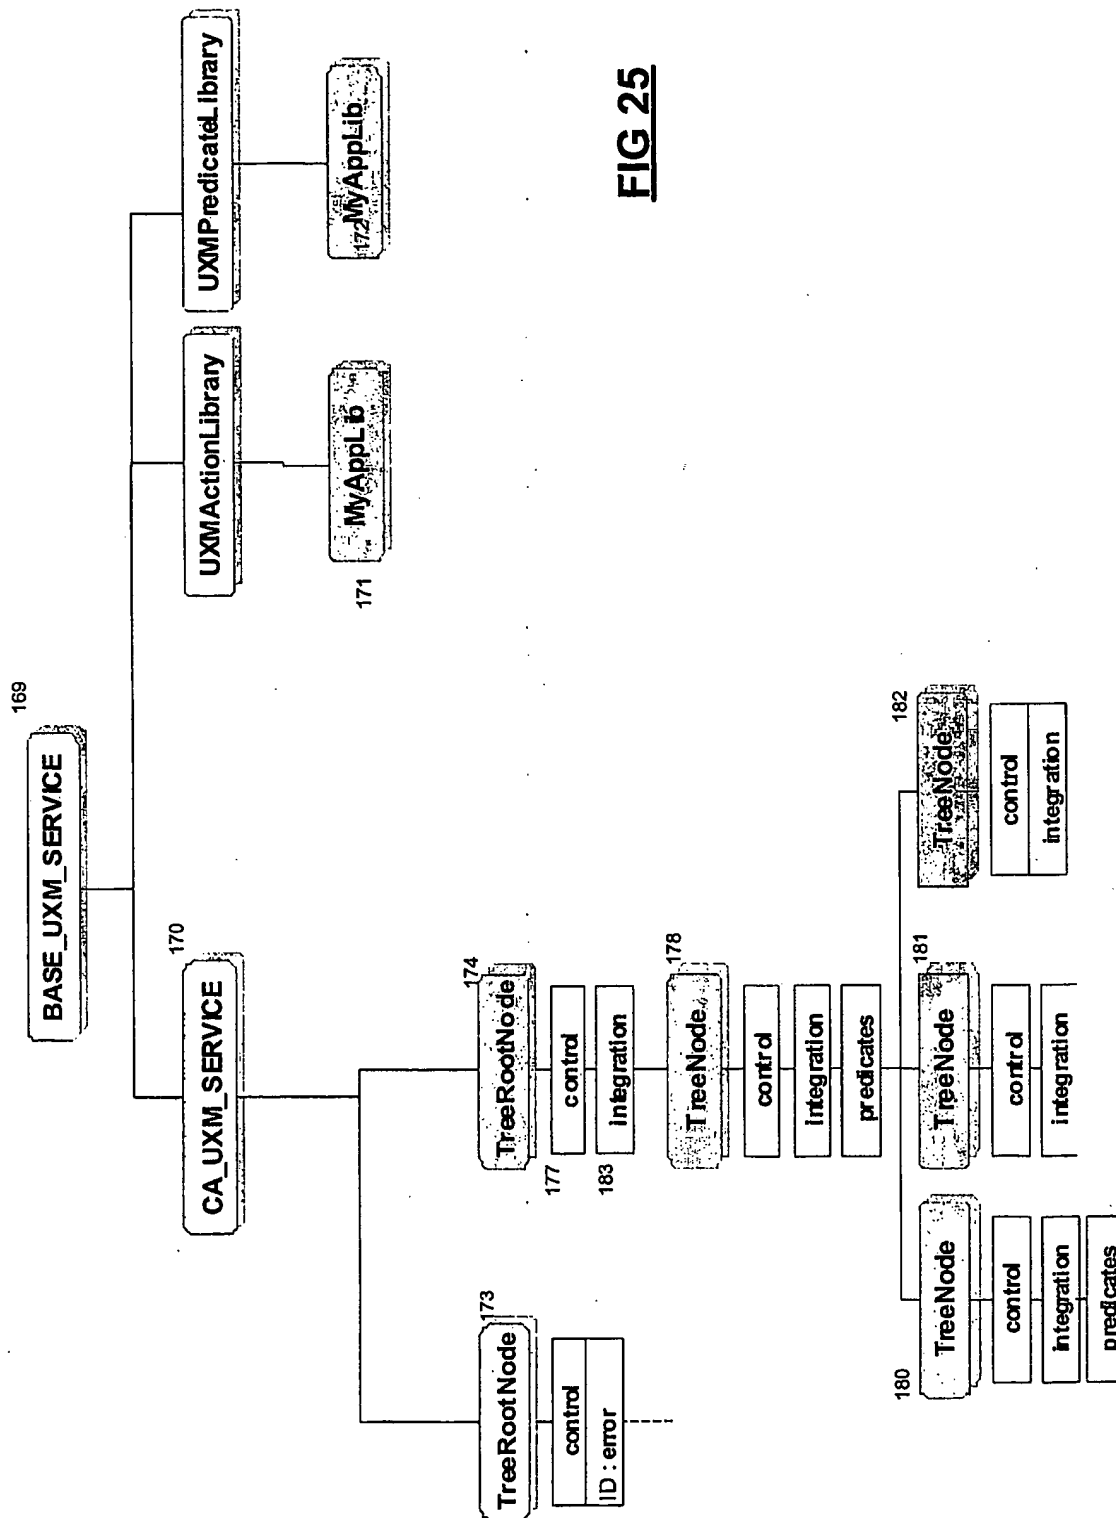 169
BASE_UXM_SERVICE
170
CA_UXM_SERVICE
UXMActionLibrary
UXMPredicateLibrary
171
MyAppLib
172
MyAppLib
173
TreeRootNode
control
ID : error
174
TreeRootNode
177
control
183
integration
178
TreeNode
control
integration
predicates
180
TreeNode
control
integration
predicates
181
TreeNode
control
integration
182
TreeNode
control
integration
FIG 25